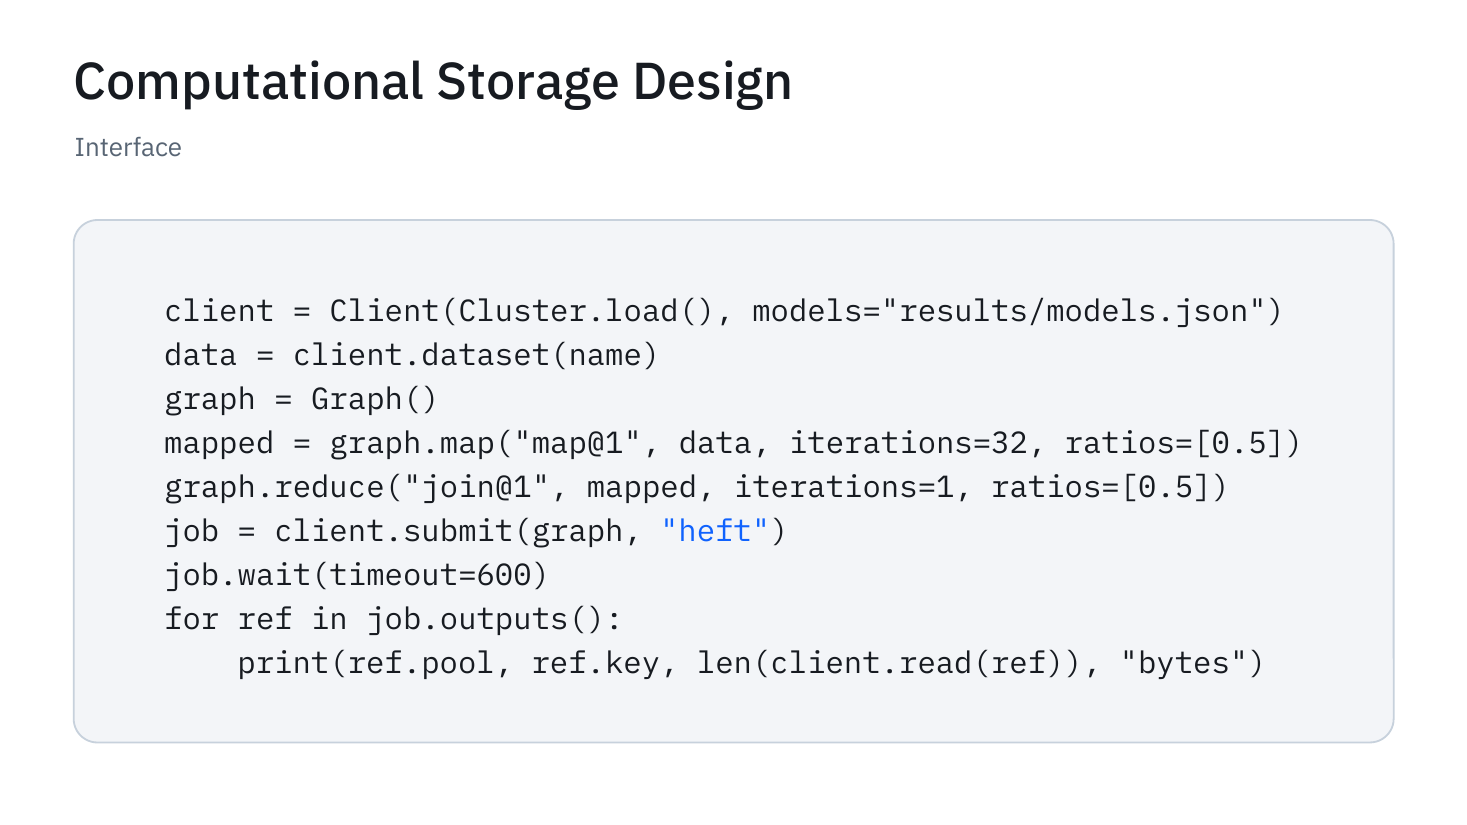 Computational Storage Design
Interface
client = Client(Cluster.load(), models="results/models.json")
data = client.dataset(name)
graph = Graph()
mapped = graph.map("map@1", data, iterations=32, ratios=[0.5])
graph.reduce("join@1", mapped, iterations=1, ratios=[0.5])
job = client.submit(graph, "heft")
job.wait(timeout=600)
for ref in job.outputs():
    print(ref.pool, ref.key, len(client.read(ref)), "bytes")